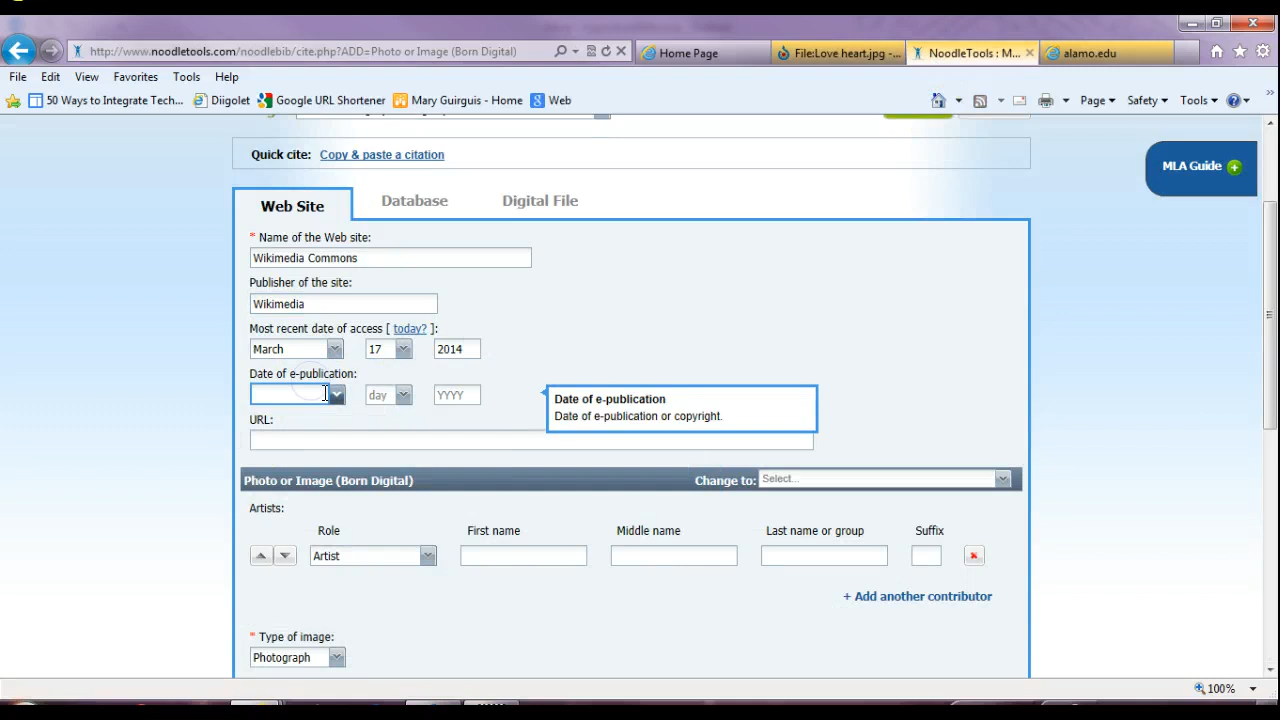 http://www.noodletools.com/noodlebib/cite.php?ADD=Photo or Image (Born Digital)
Home Page
File:Love heart.jpg -...
NoodleTools : M...
alamo.edu
File Edit View Favorites Tools Help
50 Ways to Integrate Tech... Diigolet Google URL Shortener Mary Guirguis - Home Web
Page Safety Tools
Quick cite: Copy & paste a citation
MLA Guide
Web Site Database Digital File
* Name of the Web site:
Wikimedia Commons
Publisher of the site:
Wikimedia
Most recent date of access [ today? ]:
March 17 2014
Date of e-publication:
day YYYY
Date of e-publication
Date of e-publication or copyright.
URL:
Photo or Image (Born Digital) Change to: Select...
Artists:
Role First name Middle name Last name or group Suffix
Artist
+ Add another contributor
* Type of image:
Photograph
100%